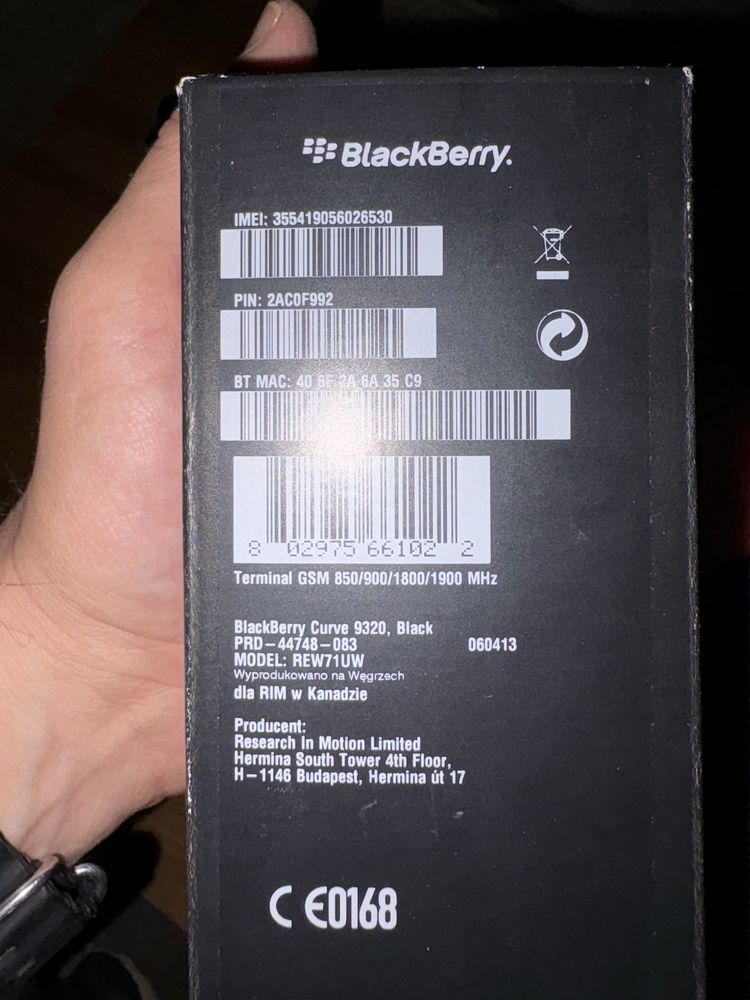 BlackBerry.
IMEI: 355419056026530
PIN: 2AC0F992
BT MAC: 40 6F 2A 6A 35 C9
8 02975 66102 2
Terminal GSM 850/900/1800/1900 MHz
BlackBerry Curve 9320, Black
PRD-44748-083 060413
MODEL: REW71UW
Wyprodukowano na Węgrzech
dla RIM w Kanadzie
Producent:
Research In Motion Limited
Hermina South Tower 4th Floor,
H-1146 Budapest, Hermina út 17
CE0168